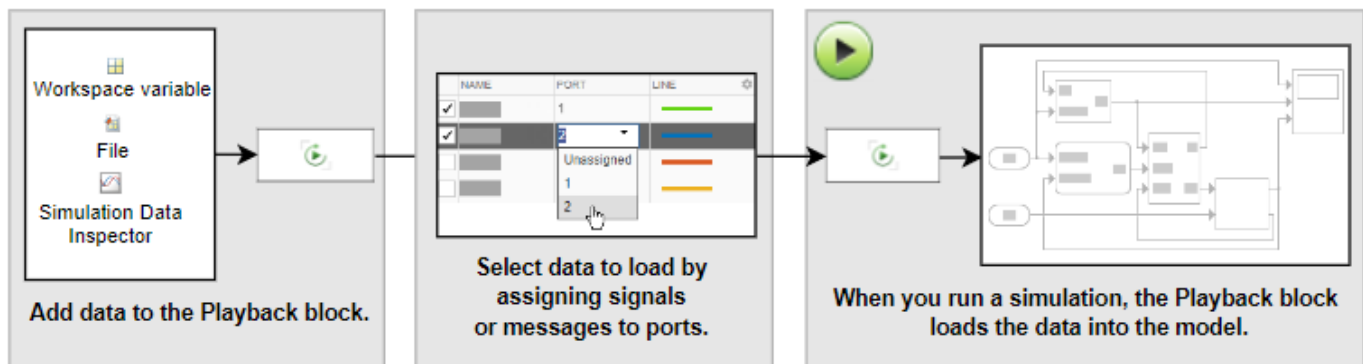 Workspace variable
File
Simulation Data
Inspector
Add data to the Playback block.
NAME PORT LINE
1
2
Unassigned
1
2
Select data to load by
assigning signals
or messages to ports.
When you run a simulation, the Playback block
loads the data into the model.